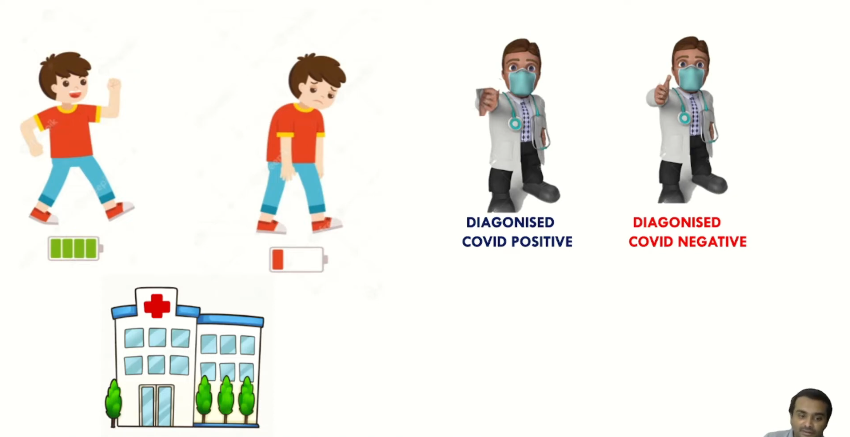 DIAGONISED
COVID POSITIVE
DIAGONISED
COVID NEGATIVE